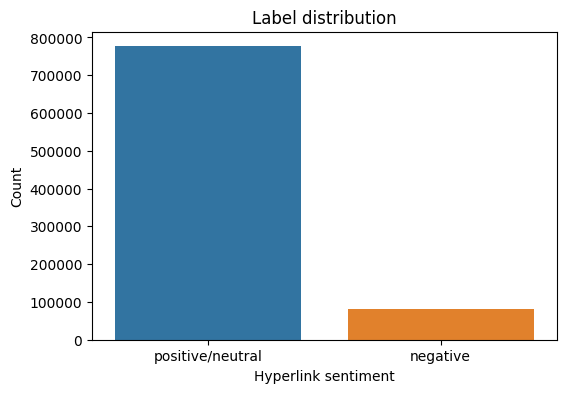 Label distribution
800000
700000
600000
500000
400000
300000
200000
100000
0
Count
positive/neutral negative
Hyperlink sentiment